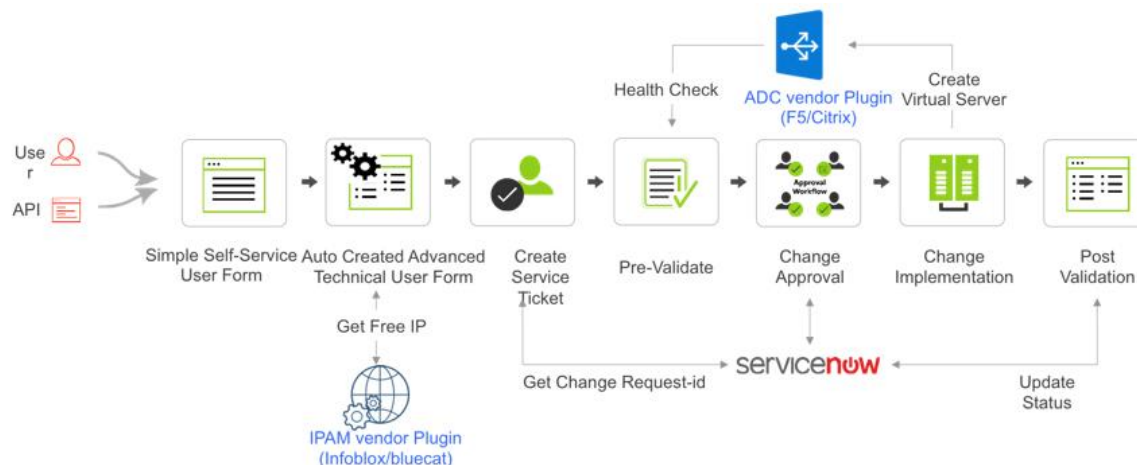 Health Check
ADC vendor Plugin
(F5/Citrix)
Create
Virtual Server
Use
r
API
Approval
Workflow
Simple Self-Service
User Form
Auto Created Advanced
Technical User Form
Create
Service
Ticket
Pre-Validate
Change
Approval
Change
Implementation
Post
Validation
Get Free IP
servicenow
Get Change Request-id
Update
Status
IPAM vendor Plugin
(Infoblox/bluecat)